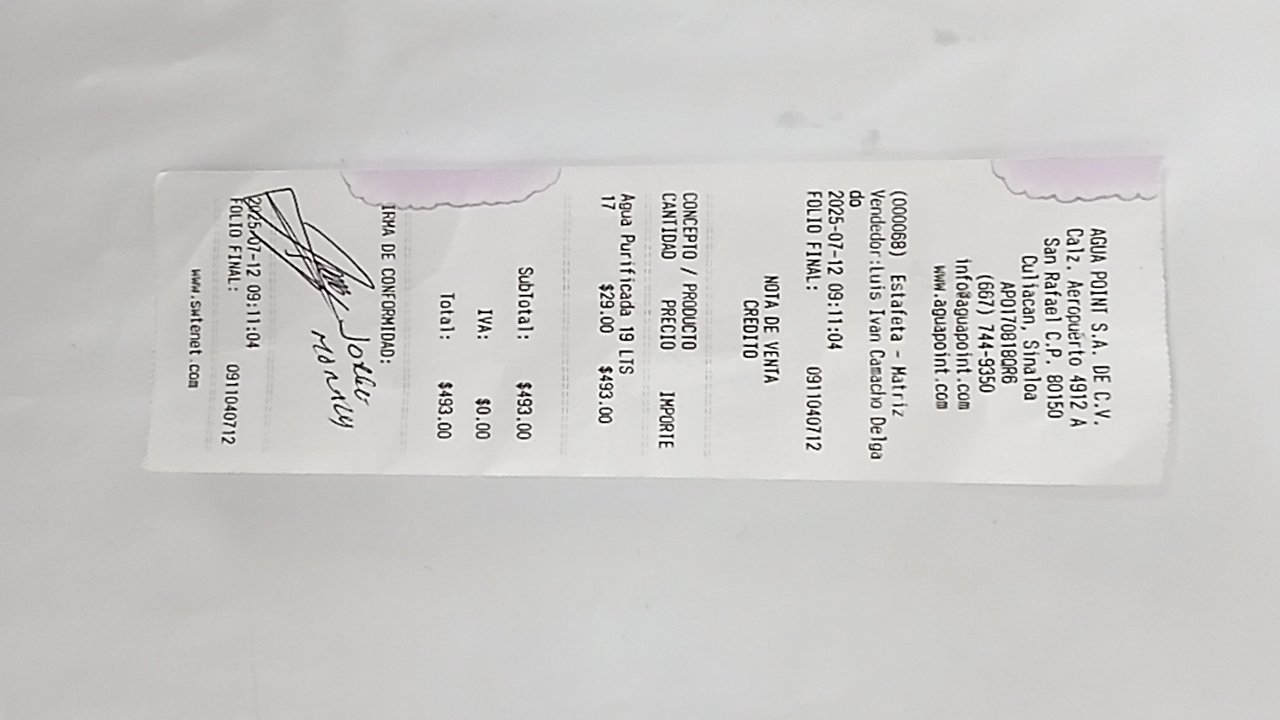 AGUA POINT S.A. DE C.V.
Calz. Aeropuerto 4912 A
San Rafael C.P. 80150
Culiacan, Sinaloa
APO170818QR6
(667) 744-9350
info@aguapoint.com
www.aguapoint.com
(000068) Estafeta - Matriz
Vendedor:Luis Ivan Camacho Delga
do
2025-07-12 09:11:04
FOLIO FINAL: 0911040712
NOTA DE VENTA
CREDITO
CONCEPTO / PRODUCTO
CANTIDAD PRECIO IMPORTE
Agua Purificada 19 LTS
17 $29.00 $493.00
SubTotal: $493.00
IVA: $0.00
Total: $493.00
IRMA DE CONFORMIDAD:
2025-07-12 09:11:04
FOLIO FINAL: 0911040712
www.swtenet.com